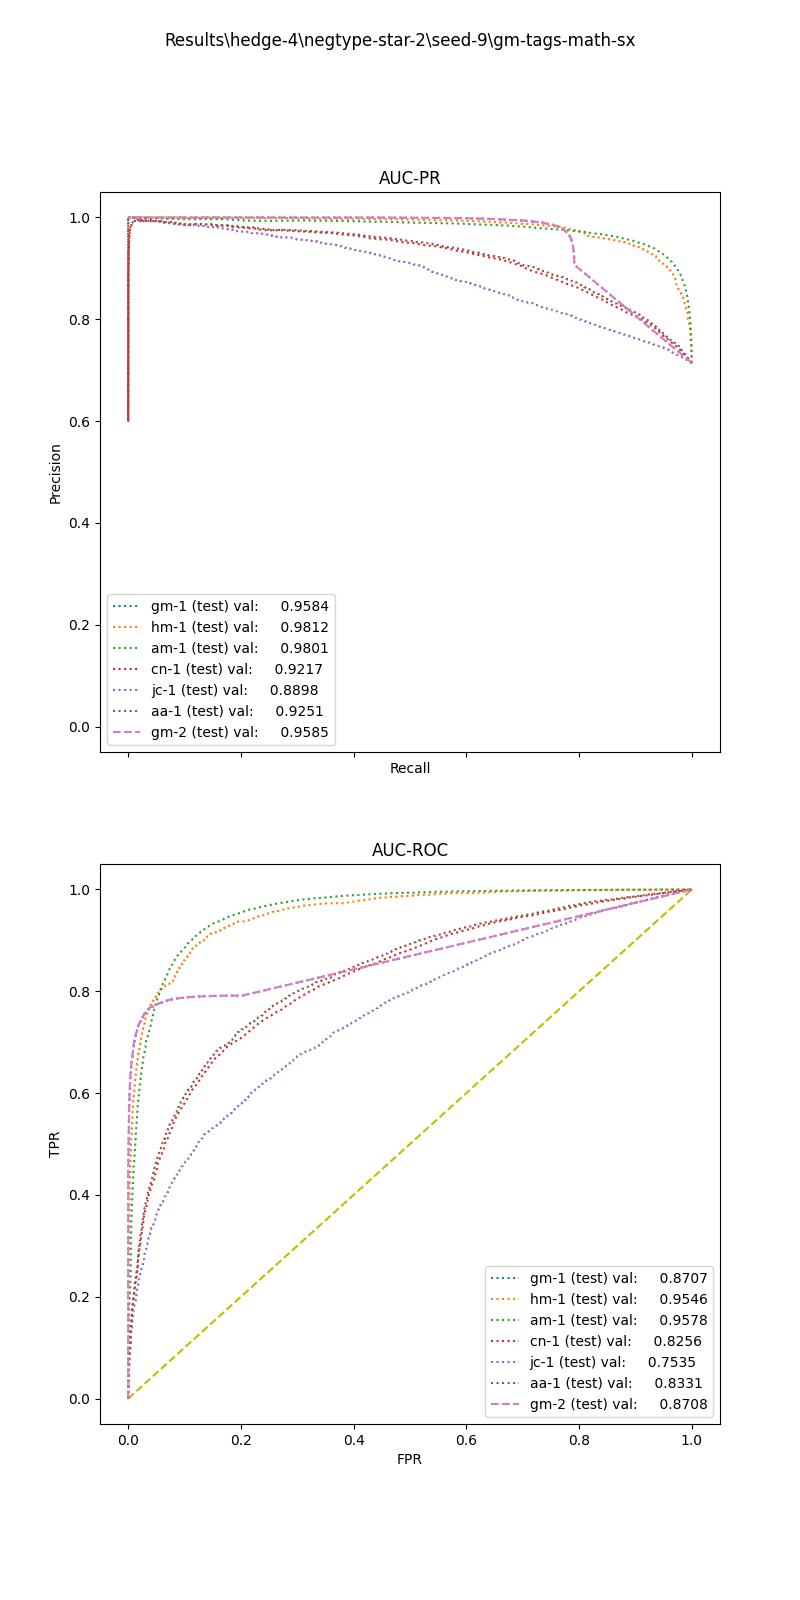 Results\hedge-4\negtype-star-2\seed-9\gm-tags-math-sx
AUC-PR
1.0
0.8
0.6
0.4
0.2
0.0
Precision
gm-1 (test) val: 0.9584
hm-1 (test) val: 0.9812
am-1 (test) val: 0.9801
cn-1 (test) val: 0.9217
jc-1 (test) val: 0.8898
aa-1 (test) val: 0.9251
gm-2 (test) val: 0.9585
Recall
AUC-ROC
1.0
0.8
0.6
0.4
0.2
0.0
TPR
gm-1 (test) val: 0.8707
hm-1 (test) val: 0.9546
am-1 (test) val: 0.9578
cn-1 (test) val: 0.8256
jc-1 (test) val: 0.7535
aa-1 (test) val: 0.8331
gm-2 (test) val: 0.8708
0.0 0.2 0.4 0.6 0.8 1.0
FPR